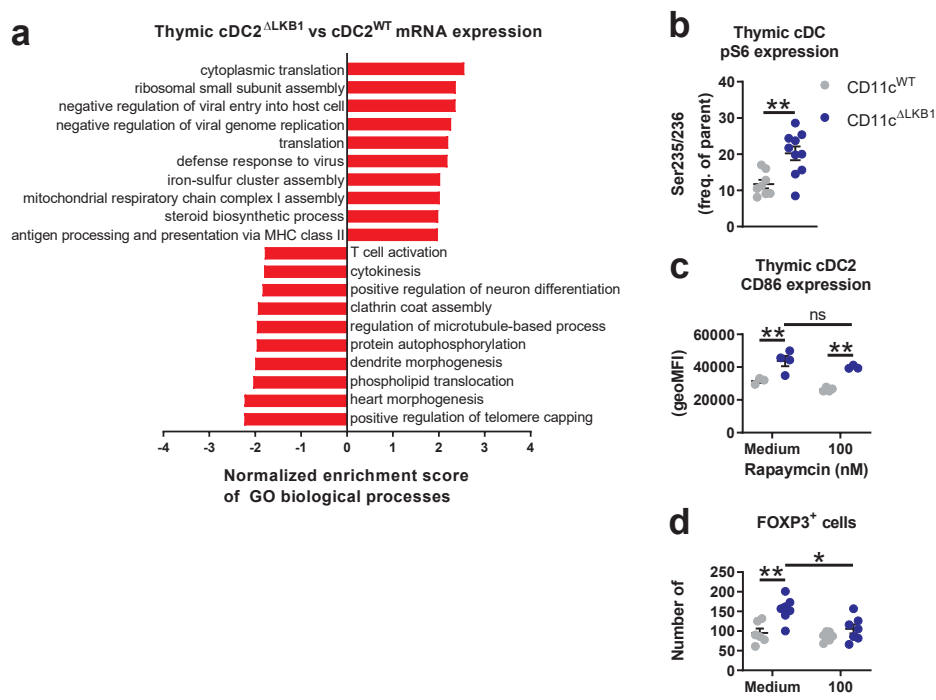 a
Thymic cDC2ΔLKB1 vs cDC2WT mRNA expression
cytoplasmic translation
ribosomal small subunit assembly
negative regulation of viral entry into host cell
negative regulation of viral genome replication
translation
defense response to virus
iron-sulfur cluster assembly
mitochondrial respiratory chain complex I assembly
steroid biosynthetic process
antigen processing and presentation via MHC class II
T cell activation
cytokinesis
positive regulation of neuron differentiation
clathrin coat assembly
regulation of microtubule-based process
protein autophosphorylation
dendrite morphogenesis
phospholipid translocation
heart morphogenesis
positive regulation of telomere capping
-4 -3 -2 -1 0 1 2 3 4
Normalized enrichment score
of GO biological processes
b
Thymic cDC
pS6 expression
CD11cWT
CD11cΔLKB1
Ser235/236
(freq. of parent)
40
30
20
10
0
**
c
Thymic cDC2
CD86 expression
(geoMFI)
60000
40000
20000
0
**
ns
**
Medium 100
Rapaymcin (nM)
d
FOXP3+ cells
Number of
250
200
150
100
50
0
**
*
Medium 100